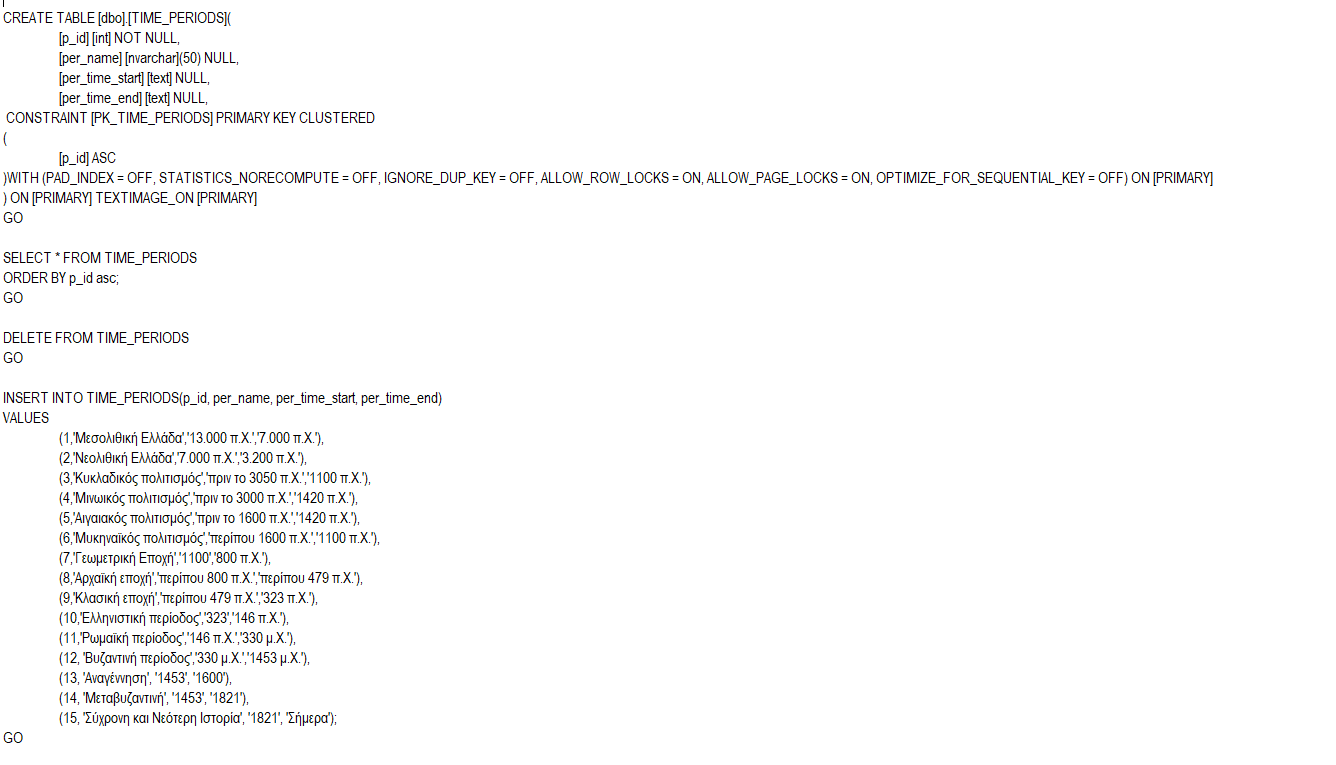 CREATE TABLE [dbo].[TIME_PERIODS](
[p_id] [int] NOT NULL,
[per_name] [nvarchar](50) NULL,
[per_time_start] [text] NULL,
[per_time_end] [text] NULL,
CONSTRAINT [PK_TIME_PERIODS] PRIMARY KEY CLUSTERED
(
[p_id] ASC
)WITH (PAD_INDEX = OFF, STATISTICS_NORECOMPUTE = OFF, IGNORE_DUP_KEY = OFF, ALLOW_ROW_LOCKS = ON, ALLOW_PAGE_LOCKS = ON, OPTIMIZE_FOR_SEQUENTIAL_KEY = OFF) ON [PRIMARY]
) ON [PRIMARY] TEXTIMAGE_ON [PRIMARY]
GO
SELECT * FROM TIME_PERIODS
ORDER BY p_id asc;
GO
DELETE FROM TIME_PERIODS
GO
INSERT INTO TIME_PERIODS(p_id, per_name, per_time_start, per_time_end)
VALUES
(1,'Μεσολιθική Ελλάδα','13.000 π.Χ.','7.000 π.Χ.'),
(2,'Νεολιθική Ελλάδα','7.000 π.Χ.','3.200 π.Χ.'),
(3,'Κυκλαδικός πολιτισμός','πριν το 3050 π.Χ.','1100 π.Χ.'),
(4,'Μινωικός πολιτισμός','πριν το 3000 π.Χ.','1420 π.Χ.'),
(5,'Αιγαιακός πολιτισμός','πριν το 1600 π.Χ.','1420 π.Χ.'),
(6,'Μυκηναϊκός πολιτισμός','περίπου 1600 π.Χ.','1100 π.Χ.'),
(7,'Γεωμετρική Εποχή','1100','800 π.Χ.'),
(8,'Αρχαϊκή εποχή','περίπου 800 π.Χ.','περίπου 479 π.Χ.'),
(9,'Κλασική εποχή','περίπου 479 π.Χ.','323 π.Χ.'),
(10,'Ελληνιστική περίοδος','323','146 π.Χ.'),
(11,'Ρωμαϊκή περίοδος','146 π.Χ.','330 μ.Χ.'),
(12, 'Βυζαντινή περίοδος','330 μ.Χ.','1453 μ.Χ.'),
(13, 'Αναγέννηση', '1453', '1600'),
(14, 'Μεταβυζαντινή', '1453', '1821'),
(15, 'Σύχρονη και Νεότερη Ιστορία', '1821', 'Σήμερα');
GO